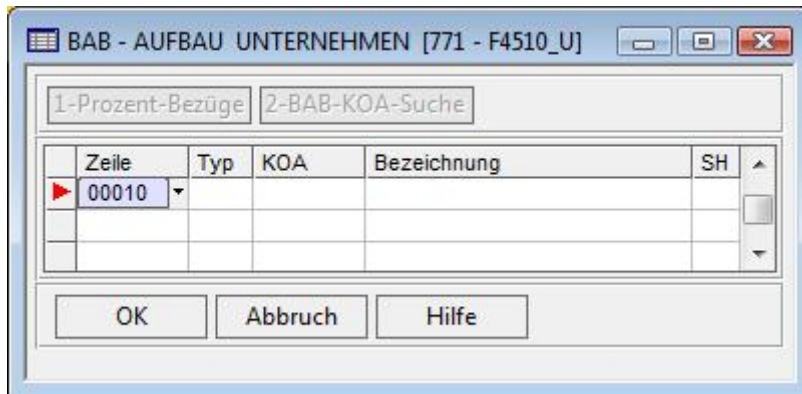 BAB - AUFBAU UNTERNEHMEN [771 - F4510_U]
1-Prozent-Bezüge 2-BAB-KOA-Suche
Zeile Typ KOA Bezeichnung SH
00010
OK Abbruch Hilfe